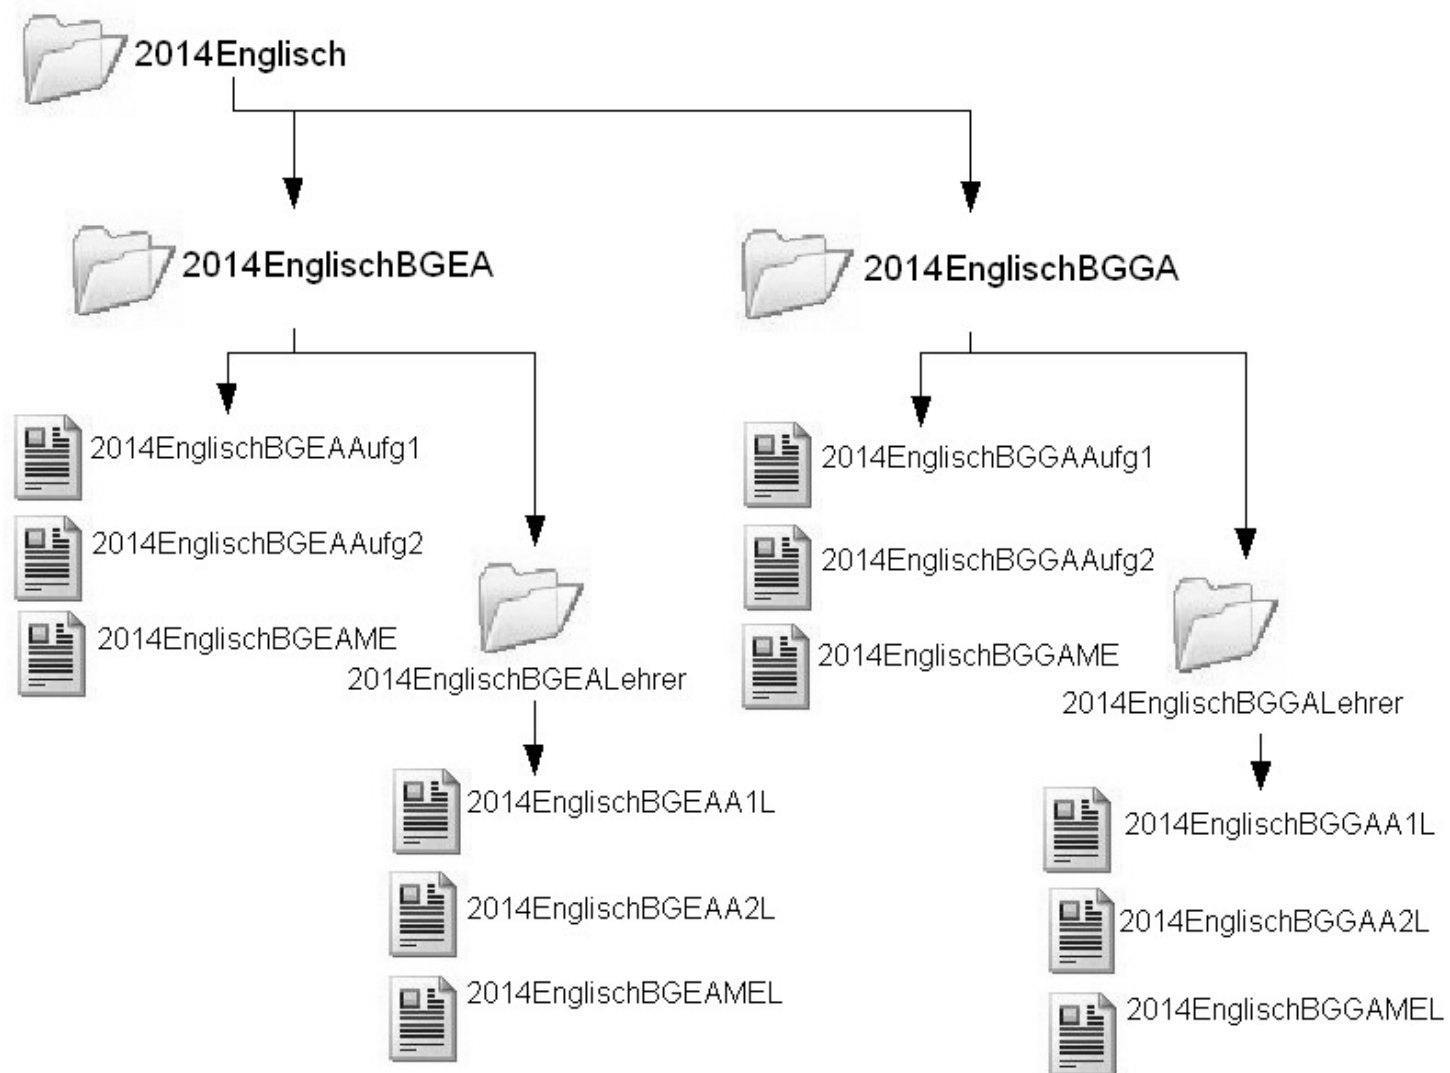 2014Englisch
2014EnglischBGEA
2014EnglischBGGA
2014EnglischBGEAAufg1
2014EnglischBGEAAufg2
2014EnglischBGEAME
2014EnglischBGEALehrer
2014EnglischBGEAA1L
2014EnglischBGEAA2L
2014EnglischBGEAMEL
2014EnglischBGGAAufg1
2014EnglischBGGAAufg2
2014EnglischBGGAME
2014EnglischBGGALehrer
2014EnglischBGGAA1L
2014EnglischBGGAA2L
2014EnglischBGGAMEL